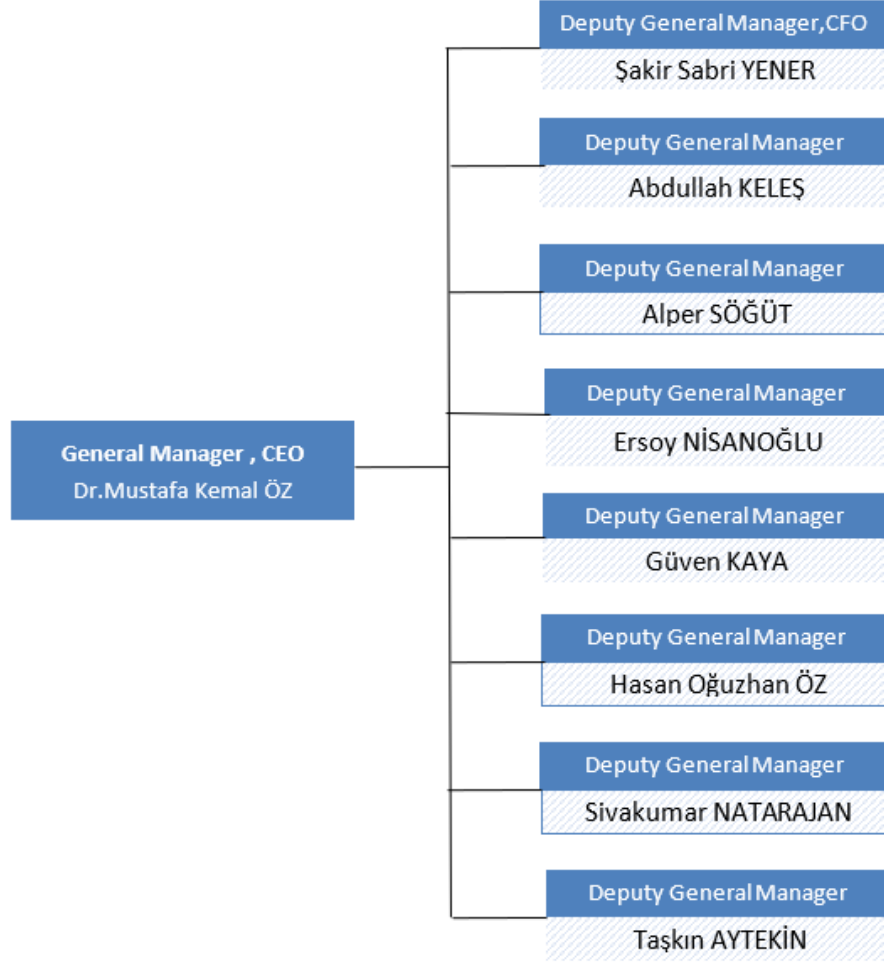 Deputy General Manager,CFO
Şakir Sabri YENER
Deputy General Manager
Abdullah KELEŞ
Deputy General Manager
Alper SÖĞÜT
Deputy General Manager
Ersoy NİSANOĞLU
General Manager , CEO
Dr.Mustafa Kemal ÖZ
Deputy General Manager
Güven KAYA
Deputy General Manager
Hasan Oğuzhan ÖZ
Deputy General Manager
Sivakumar NATARAJAN
Deputy General Manager
Taşkın AYTEKİN